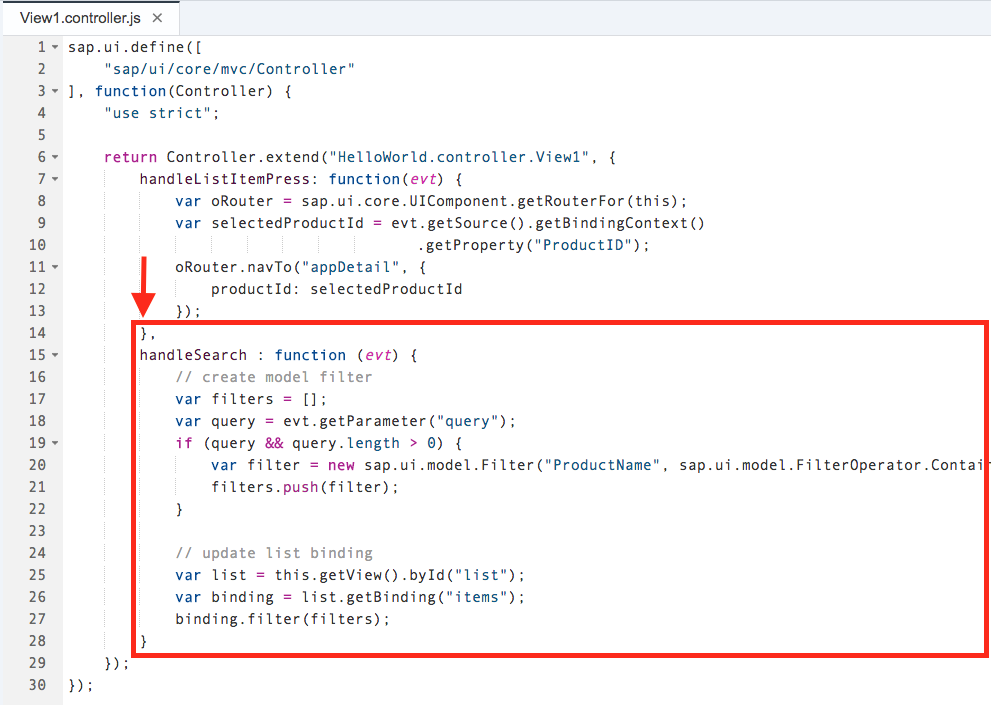 View1.controller.js ×
1 sap.ui.define([
2 "sap/ui/core/mvc/Controller"
3 ], function(Controller) {
4 "use strict";
5
6 return Controller.extend("HelloWorld.controller.View1", {
7 handleListItemPress: function(evt) {
8 var oRouter = sap.ui.core.UIComponent.getRouterFor(this);
9 var selectedProductId = evt.getSource().getBindingContext()
10 .getProperty("ProductID");
11 oRouter.navTo("appDetail", {
12 productId: selectedProductId
13 });
14 },
15 handleSearch : function (evt) {
16 // create model filter
17 var filters = [];
18 var query = evt.getParameter("query");
19 if (query && query.length > 0) {
20 var filter = new sap.ui.model.Filter("ProductName", sap.ui.model.FilterOperator.Contai
21 filters.push(filter);
22 }
23
24 // update list binding
25 var list = this.getView().byId("list");
26 var binding = list.getBinding("items");
27 binding.filter(filters);
28 }
29 });
30 });